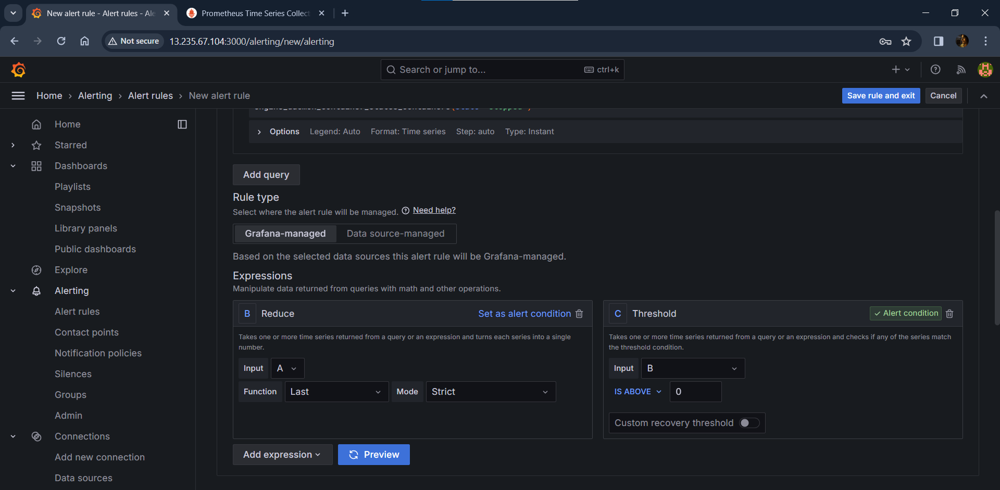 New alert rule - Alert rules - Ale
Prometheus Time Series Collect
Not secure
13.235.67.104:3000/alerting/new/alerting
Search or jump to...
ctrl+k
Home > Alerting > Alert rules > New alert rule
Save rule and exit
Cancel
Home
Starred
Dashboards
Playlists
Snapshots
Library panels
Public dashboards
Explore
Alerting
Alert rules
Contact points
Notification policies
Silences
Groups
Admin
Connections
Add new connection
Data sources
Options Legend: Auto Format: Time series Step: auto Type: Instant
Add query
Rule type
Select where the alert rule will be managed. Need help?
Grafana-managed Data source-managed
Based on the selected data sources this alert rule will be Grafana-managed.
Expressions
Manipulate data returned from queries with math and other operations.
B Reduce Set as alert condition
Takes one or more time series returned from a query or an expression and turns each series into a single
number.
Input A
Function Last Mode Strict
C Threshold Alert condition
Takes one or more time series returned from a query or an expression and checks if any of the series match
the threshold condition.
Input B
IS ABOVE 0
Custom recovery threshold
Add expression
Preview